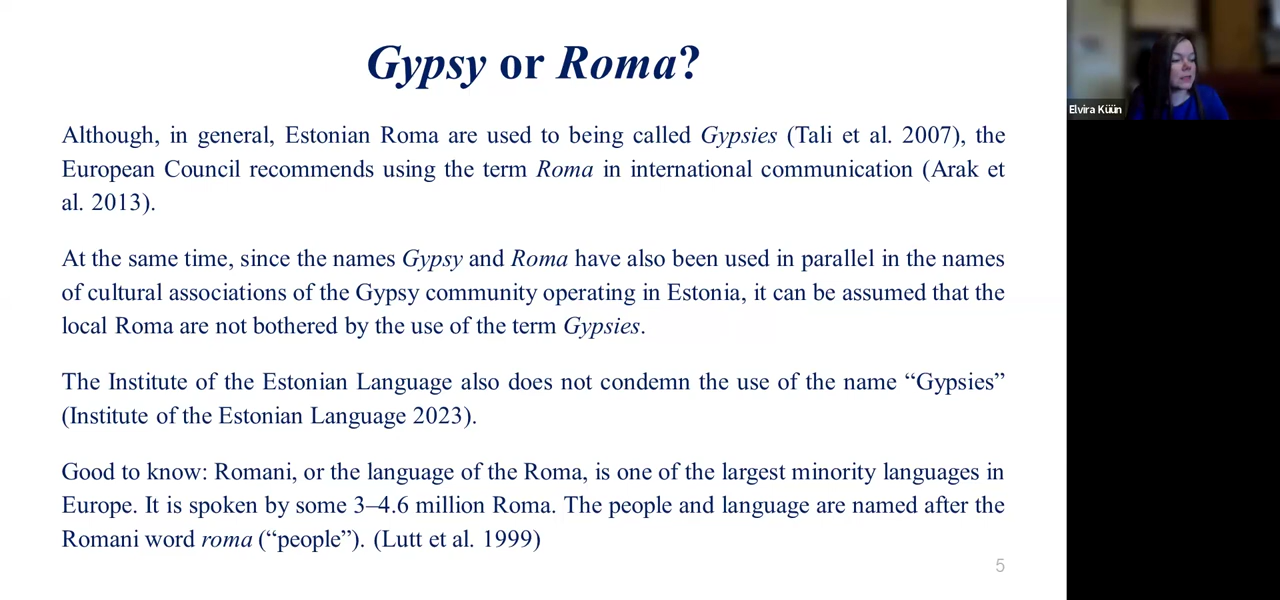 Gypsy or Roma?
Elvira Küün
Although, in general, Estonian Roma are used to being called Gypsies (Tali et al. 2007), the
European Council recommends using the term Roma in international communication (Arak et
al. 2013).
At the same time, since the names Gypsy and Roma have also been used in parallel in the names
of cultural associations of the Gypsy community operating in Estonia, it can be assumed that the
local Roma are not bothered by the use of the term Gypsies.
The Institute of the Estonian Language also does not condemn the use of the name “Gypsies”
(Institute of the Estonian Language 2023).
Good to know: Romani, or the language of the Roma, is one of the largest minority languages in
Europe. It is spoken by some 3–4.6 million Roma. The people and language are named after the
Romani word roma (“people”). (Lutt et al. 1999)
5